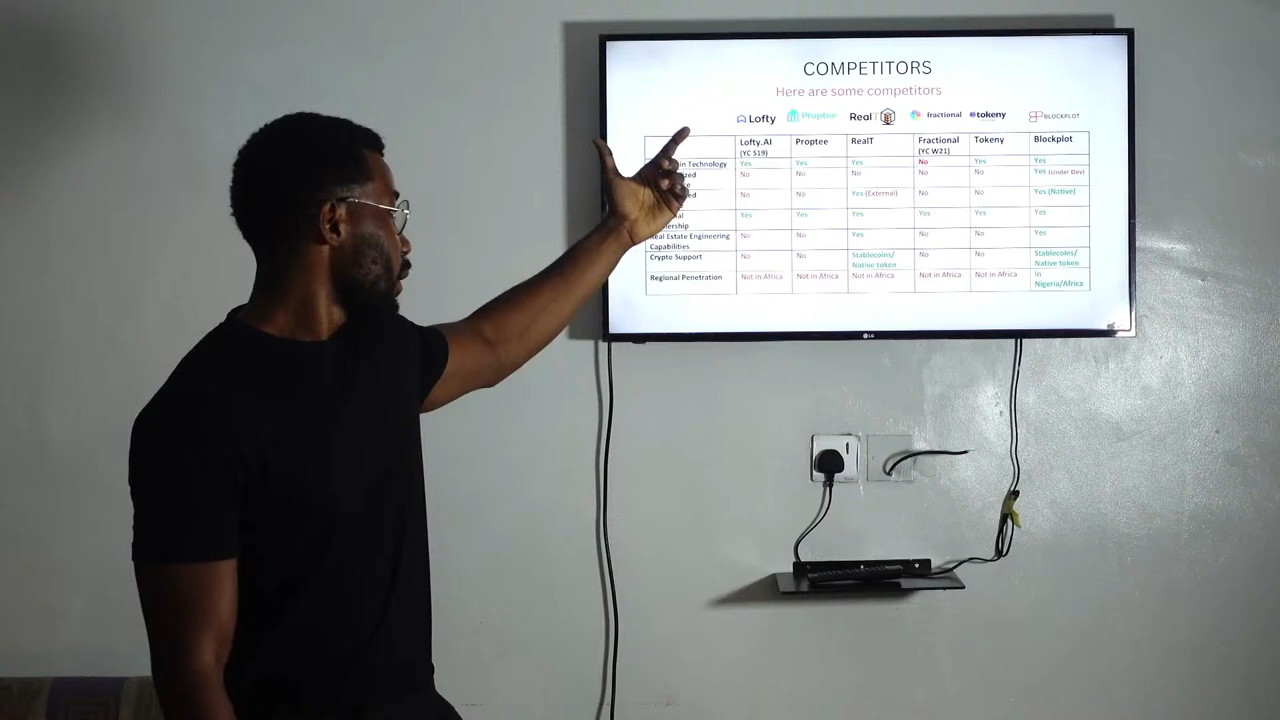 COMPETITORS
Here are some competitors
Lofty Proptee RealT fractional tokeny BLOCKPLOT
Lofty.AI Proptee RealT Fractional Tokeny Blockplot
(YC S19) (YC W21)
Technology Yes Yes Yes No Yes Yes
No No No No No Yes (Under Dev)
No No Yes (External) No No Yes (Native)
Yes Yes Yes Yes Yes Yes
Real Estate Engineering No No Yes No No Yes
Capabilities
Crypto Support No No Stablecoins/ No No Stablecoins/
Native token Native token
Regional Penetration Not in Africa Not in Africa Not in Africa Not in Africa Not in Africa In
Nigeria/Africa
LG